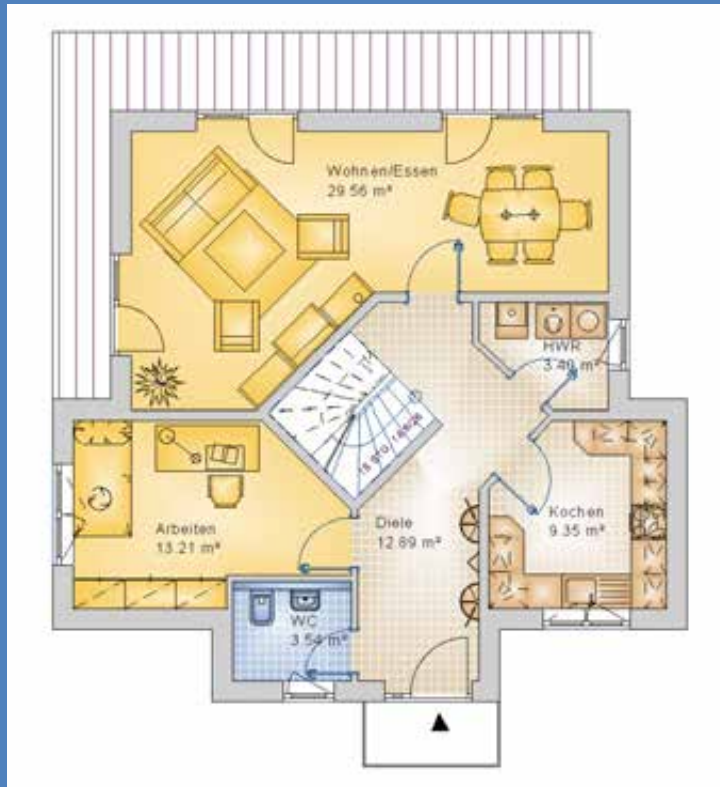 Wohnen/Essen
29.56 m²
HWR
3.49 m²
Kochen
9.35 m²
Arbeiten
13.21 m²
Diele
12.89 m²
WC
3.54 m²